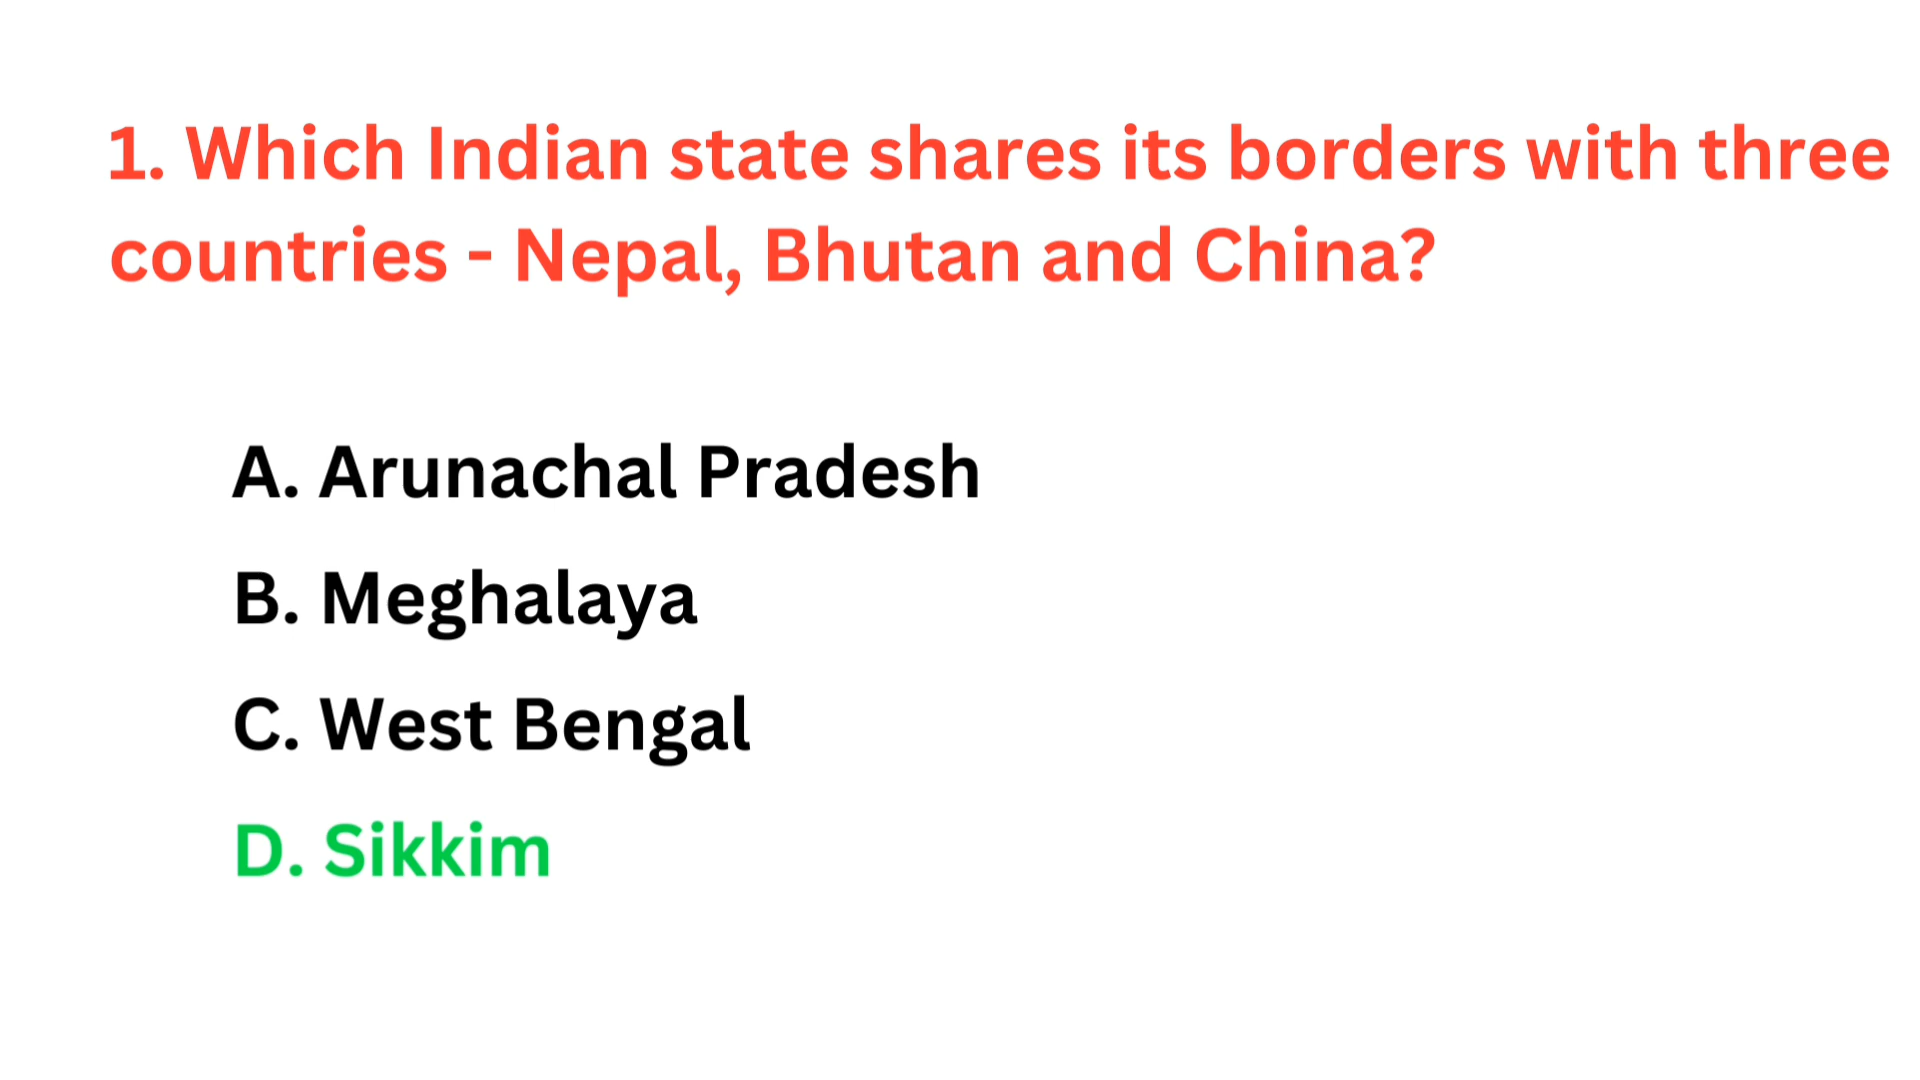 1. Which Indian state shares its borders with three
countries - Nepal, Bhutan and China?
A. Arunachal Pradesh
B. Meghalaya
C. West Bengal
D. Sikkim